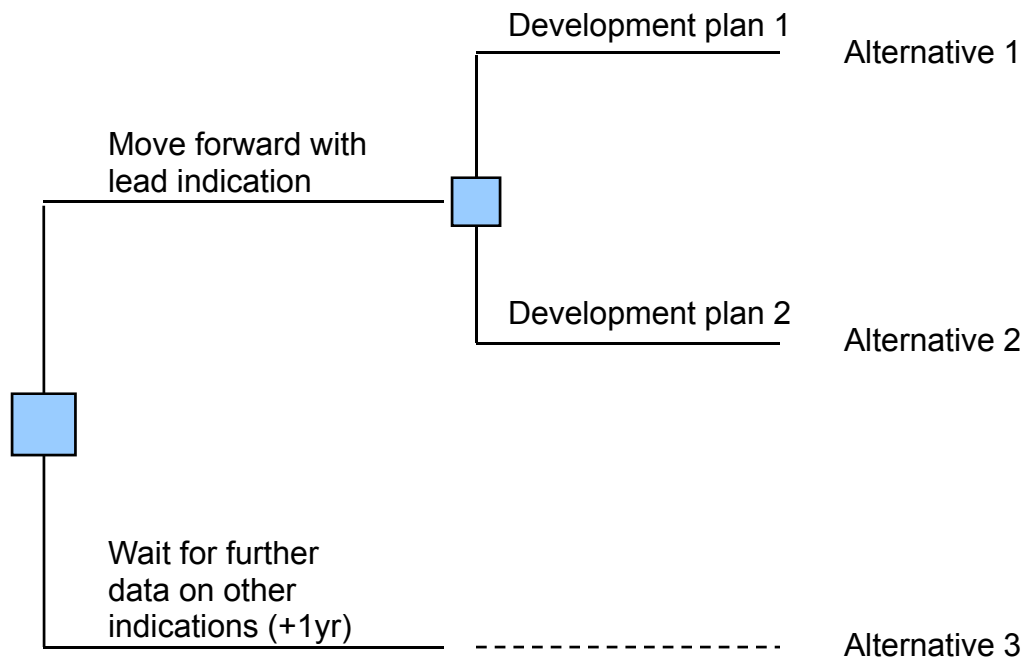 Development plan 1
Alternative 1
Move forward with
lead indication
Development plan 2
Alternative 2
Wait for further
data on other
indications (+1yr)
Alternative 3